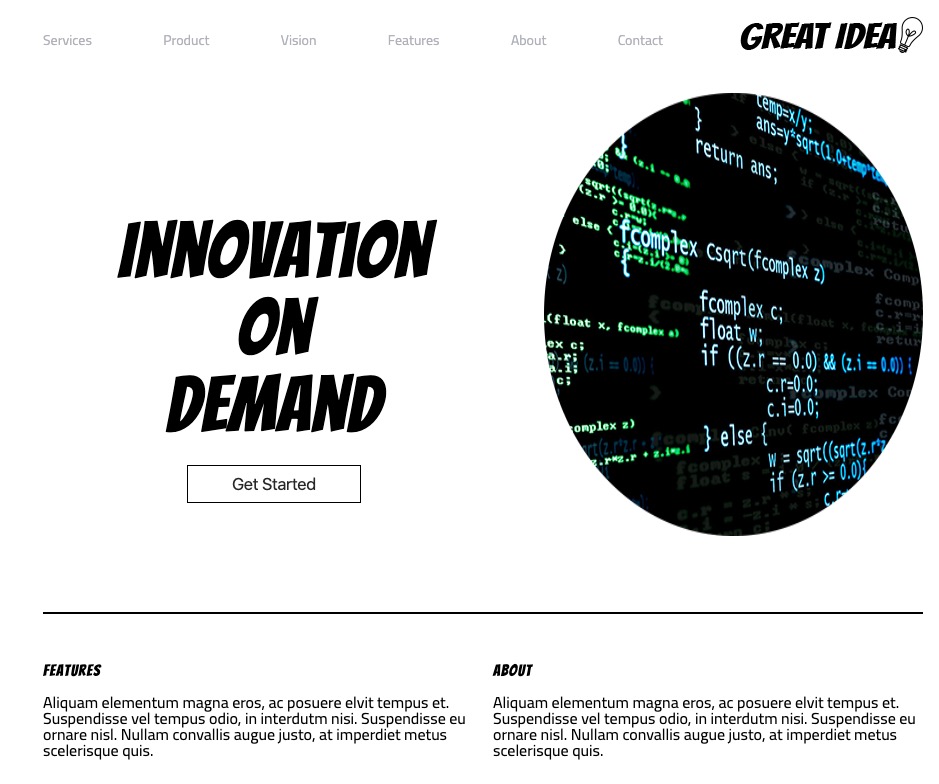 Services Product Vision Features About Contact GREAT IDEA
INNOVATION
ON
DEMAND
Get Started
temp=x/y;
ans=y*sqrt(1.0+temp*te
}
return ans;
fcomplex Csqrt(fcomplex z)
{
fcomplex c;
float w;
if ((z.r == 0.0) && (z.i == 0.0)) {
c.r=0.0;
c.i=0.0;
} else {
w = sqrt((sqrt(z.r*z
if (z.r >= 0.0){
(float x, fcomplex a)
else {
omplex z)
z.r*z.r + z.i*z.i
FEATURES
Aliquam elementum magna eros, ac posuere elvit tempus et.
Suspendisse vel tempus odio, in interdutm nisi. Suspendisse eu
ornare nisl. Nullam convallis augue justo, at imperdiet metus
scelerisque quis.
ABOUT
Aliquam elementum magna eros, ac posuere elvit tempus et.
Suspendisse vel tempus odio, in interdutm nisi. Suspendisse eu
ornare nisl. Nullam convallis augue justo, at imperdiet metus
scelerisque quis.